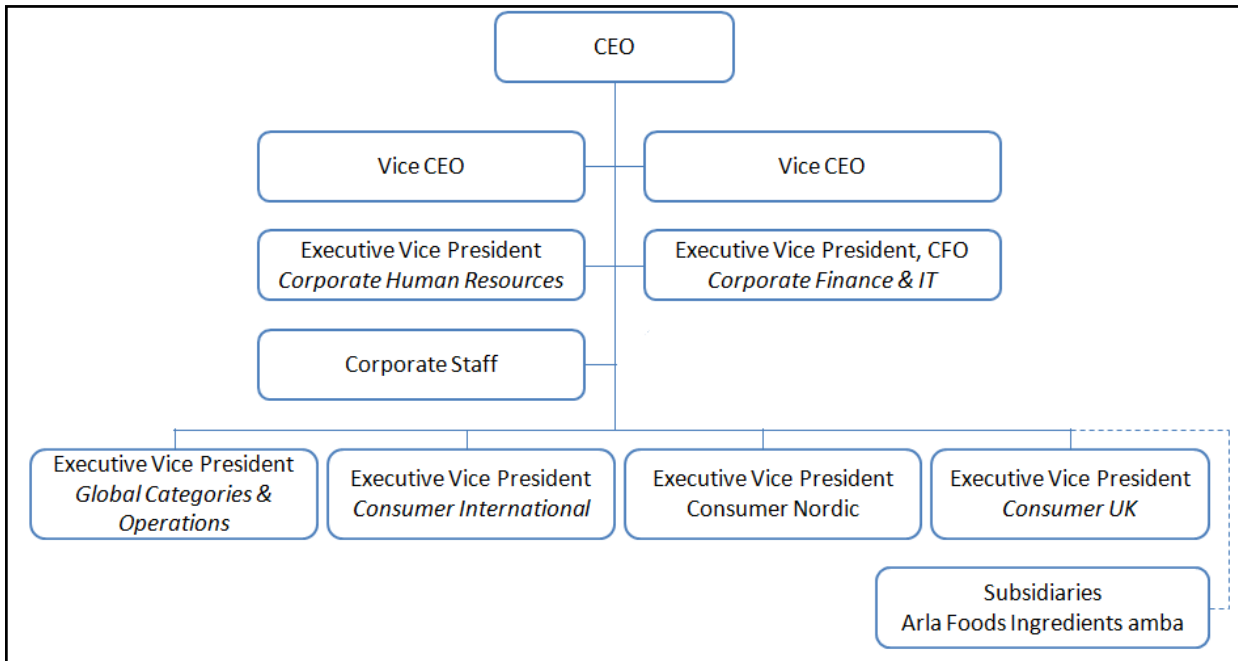 CEO
Vice CEO
Vice CEO
Executive Vice President
Corporate Human Resources
Executive Vice President, CFO
Corporate Finance & IT
Corporate Staff
Executive Vice President
Global Categories &
Operations
Executive Vice President
Consumer International
Executive Vice President
Consumer Nordic
Executive Vice President
Consumer UK
Subsidiaries
Arla Foods Ingredients amba